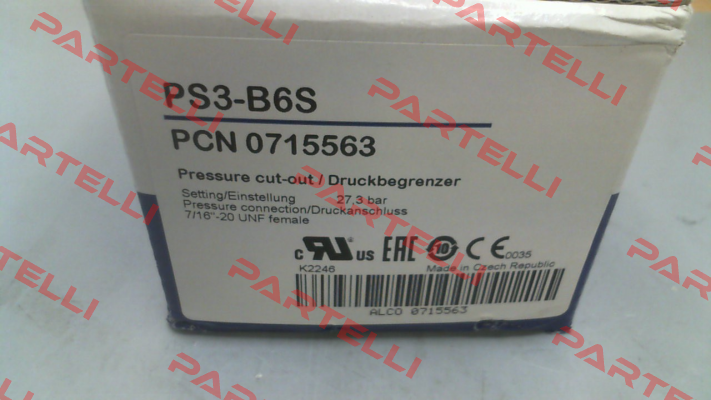 PS3-B6S
PCN 0715563
Pressure cut-out / Druckbegrenzer
Setting/Einstellung 27,3 bar
Pressure connection/Druckanschluss
7/16"-20 UNF female
c RU us EAC 10 CE 0035
K2246 Made in Czech Republic
ALCO 0715563
PARTELLI
PARTELLI
PARTELLI
PARTELLI
PARTELLI
PARTELLI
PARTELLI